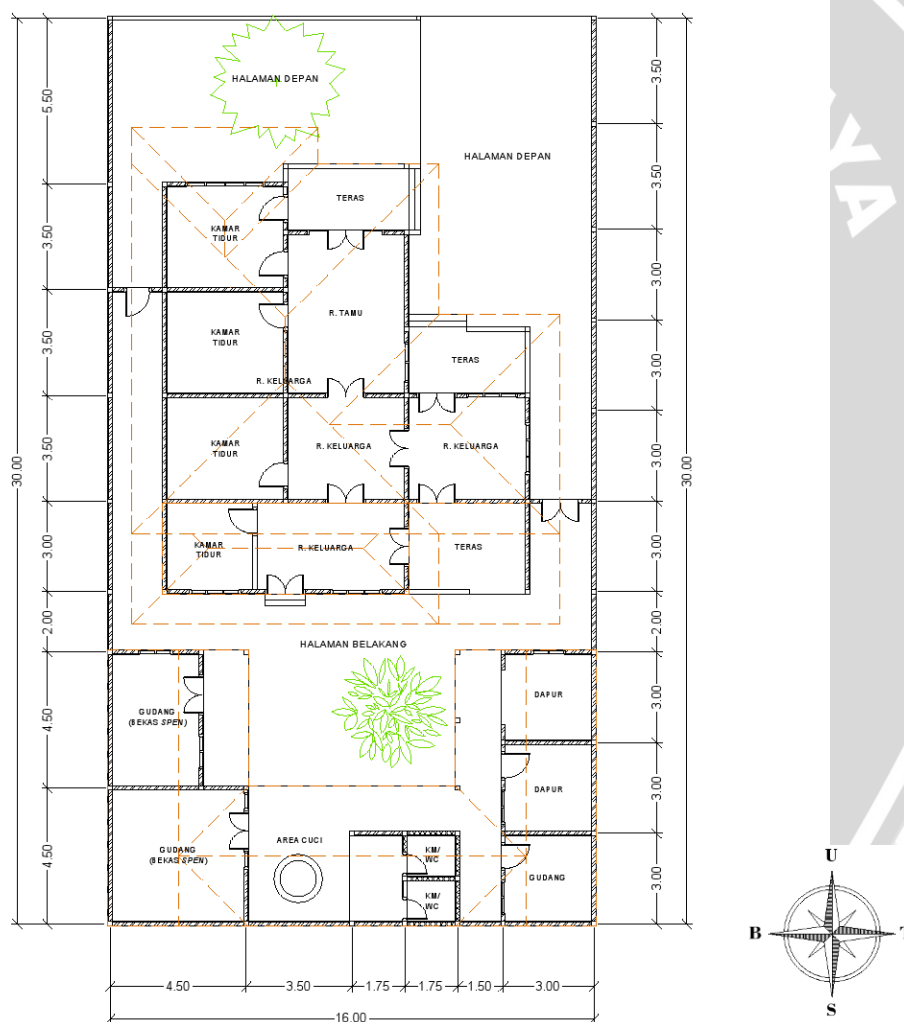 HALAMAN DEPAN
HALAMAN DEPAN
YA
TERAS
KAMAR
TIDUR
R. TAMU
KAMAR
TIDUR
TERAS
R. KELUARGA
KAMAR
TIDUR
R. KELUARGA
R. KELUARGA
KAMAR
TIDUR
R. KELUARGA
TERAS
HALAMAN BELAKANG
GUDANG
(BEKAS SPEN)
DAPUR
DAPUR
GUDANG
(BEKAS SPEN)
AREA CUCI
KM/
WC
KM/
WC
GUDANG
30.00
5.50
3.50
3.50
3.50
3.00
2.00
4.50
4.50
3.50
3.50
3.00
3.00
3.00
3.00
2.00
3.00
3.00
3.00
30.00
4.50
3.50
1.75
1.75
1.50
3.00
16.00
U
B
T
S